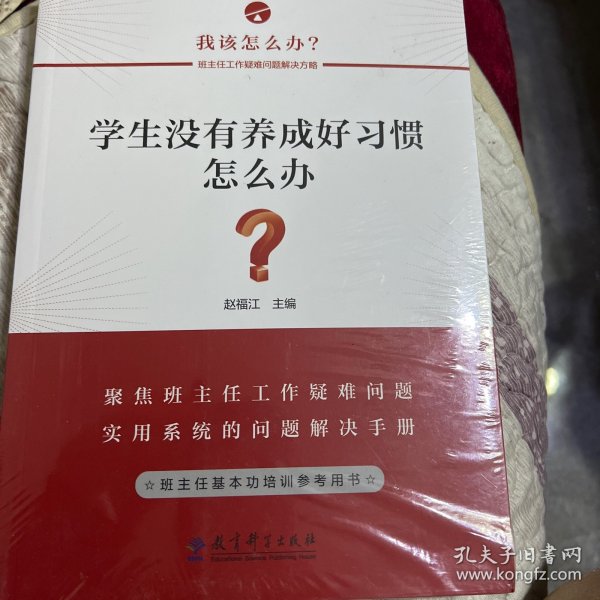 我该怎么办？
班主任工作疑难问题解决方略
学生没有养成好习惯
怎么办
?
赵福江 主编
聚焦班主任工作疑难问题
实用系统的问题解决手册
☆班主任基本功培训参考用书☆
教育科学出版社
Educational Science Publishing House
孔夫子旧书网
www.kongfz.com